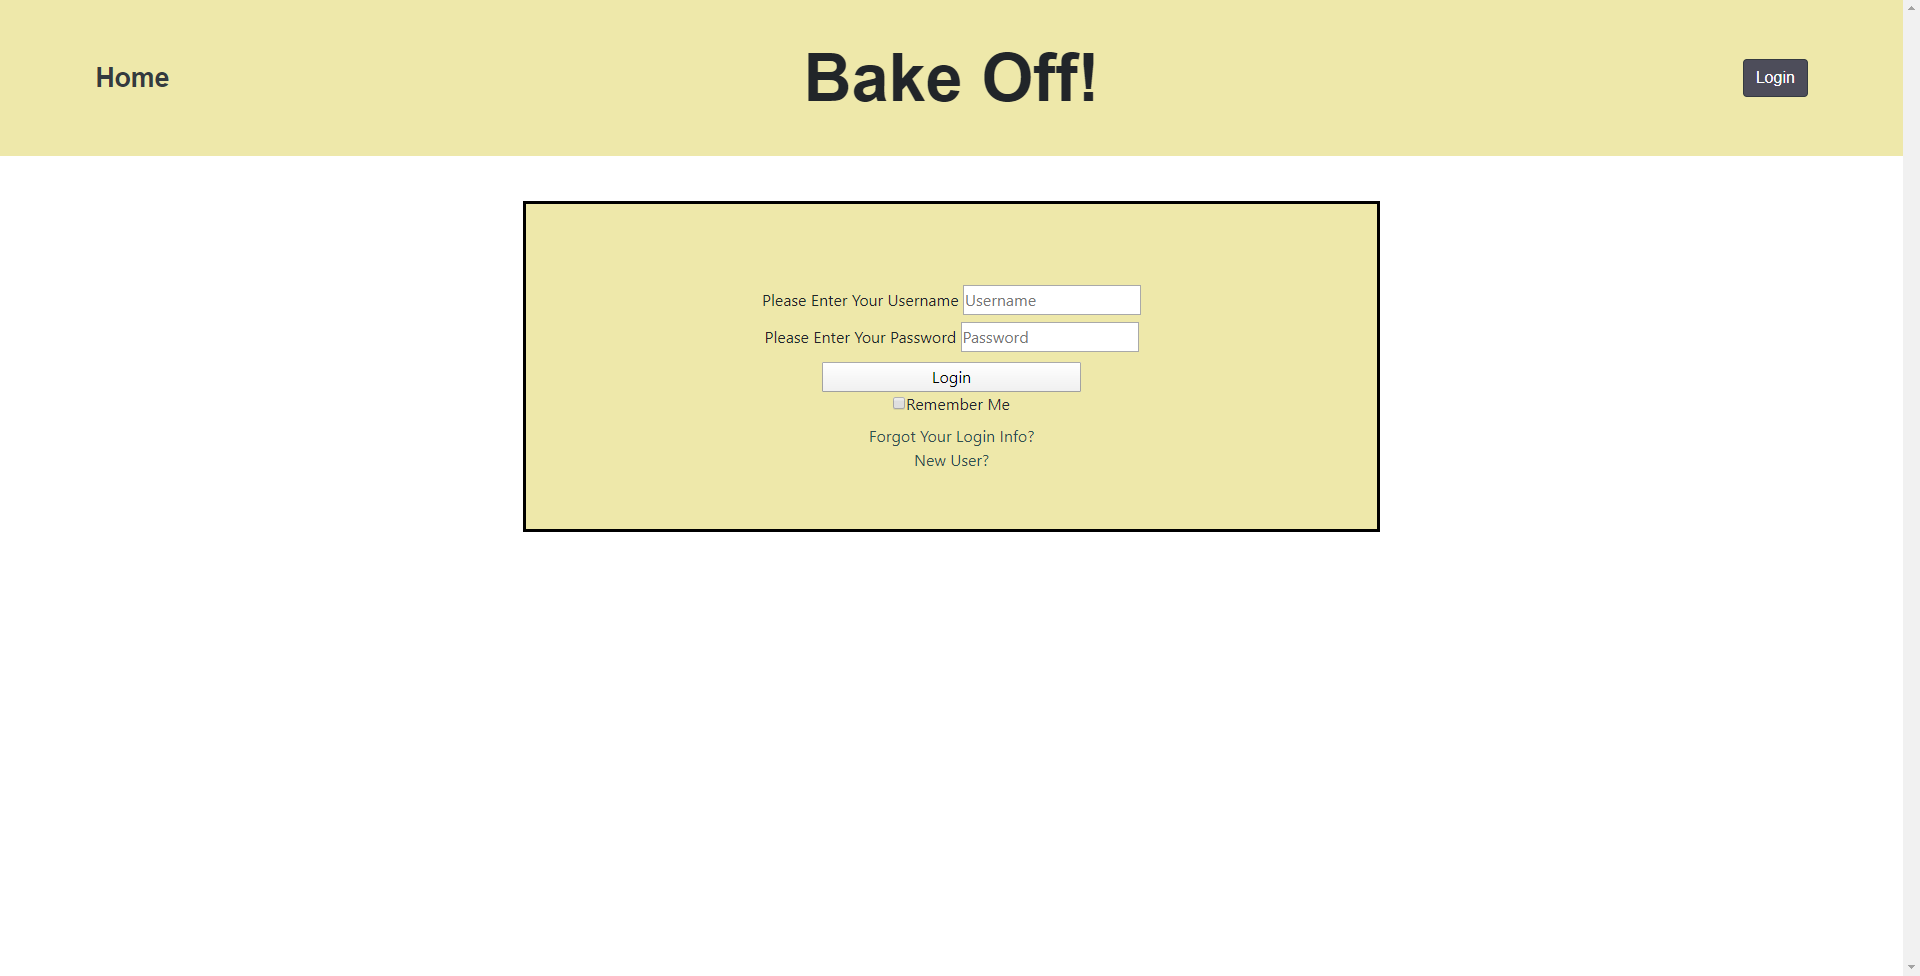 Home
Bake Off!
Login
Please Enter Your Username Username
Please Enter Your Password Password
Login
Remember Me
Forgot Your Login Info?
New User?